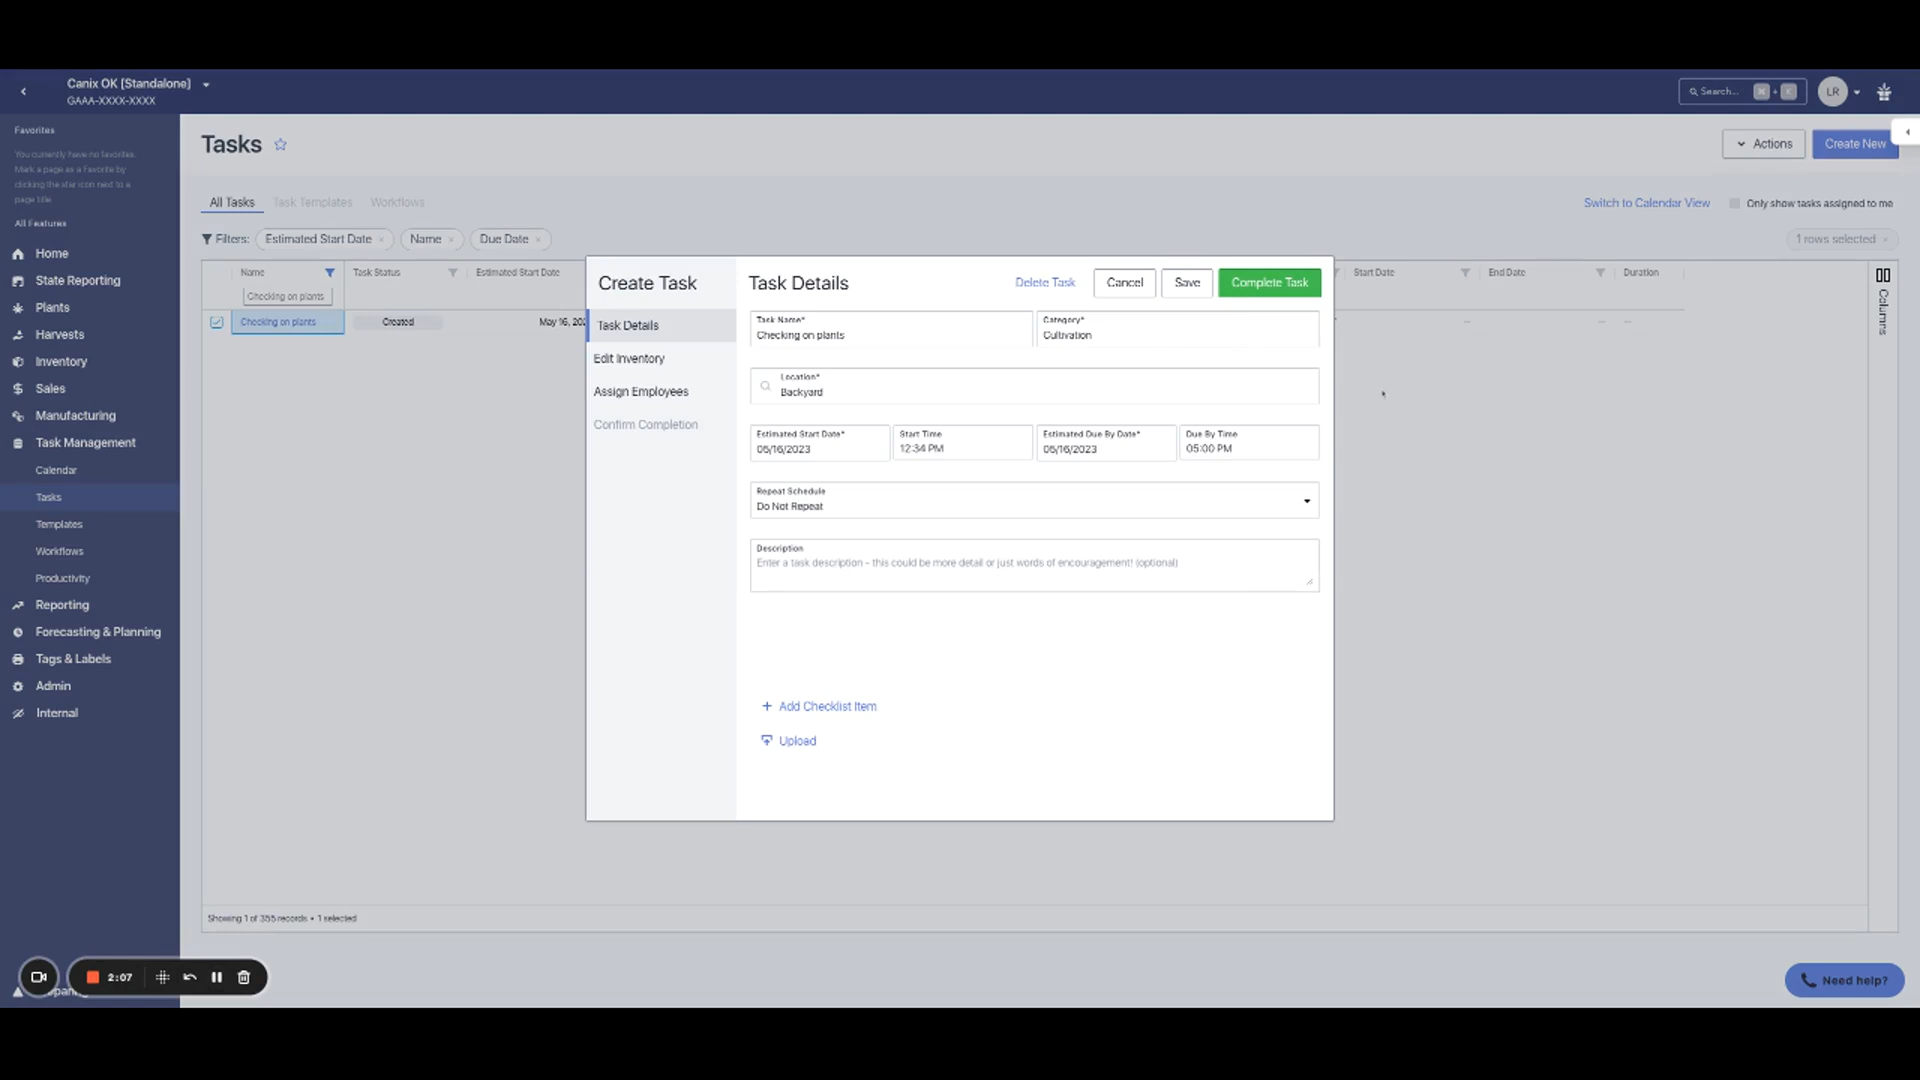 Canix OK [Standalone]
GAAA-XXXX-XXXX
Search...
+ K
LR
Favorites
You currently have no favorites.
Mark a page as a Favorite by
clicking the star icon next to a
page title.
All Features
Home
State Reporting
Plants
Harvests
Inventory
Sales
Manufacturing
Task Management
Calendar
Tasks
Templates
Workflows
Productivity
Reporting
Forecasting & Planning
Tags & Labels
Admin
Internal
Tasks
Actions
Create New
All Tasks
Task Templates
Workflows
Switch to Calendar View
Only show tasks assigned to me
Filters:
Estimated Start Date ×
Name ×
Due Date ×
1 rows selected ×
Name
Task Status
Estimated Start Date
Start Date
End Date
Duration
Columns
Checking on plants
Checking on plants
Created
May 16, 202
Create Task
Task Details
Edit Inventory
Assign Employees
Confirm Completion
Task Details
Delete Task
Cancel
Save
Complete Task
Task Name*
Checking on plants
Category*
Cultivation
Location*
Backyard
Estimated Start Date*
05/16/2023
Start Time
12:34 PM
Estimated Due By Date*
05/16/2023
Due By Time
05:00 PM
Repeat Schedule
Do Not Repeat
Description
Enter a task description - this could be more detail or just words of encouragement! (optional)
+ Add Checklist Item
Upload
Showing 1 of 355 records • 1 selected
2:07
Need help?